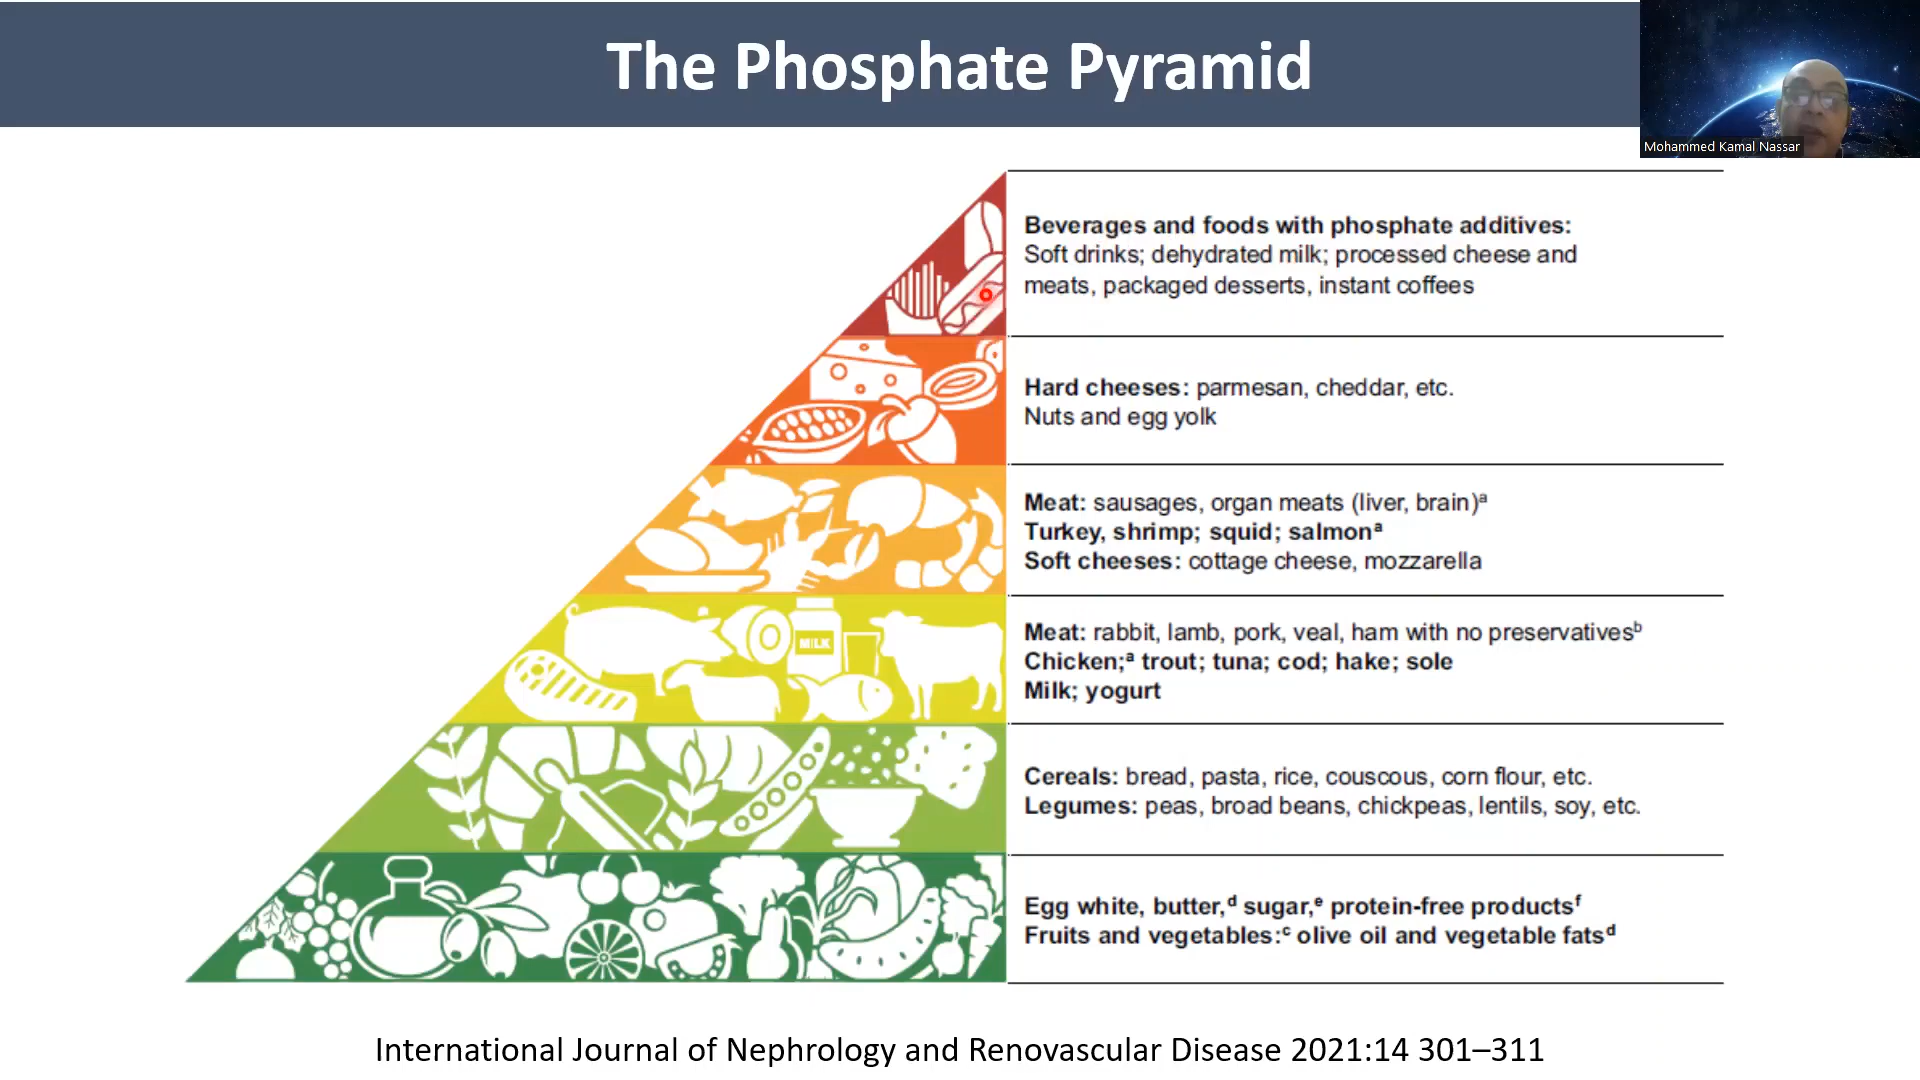 The Phosphate Pyramid
Mohammed Kamal Nassar
Beverages and foods with phosphate additives:
Soft drinks; dehydrated milk; processed cheese and
meats, packaged desserts, instant coffees
Hard cheeses: parmesan, cheddar, etc.
Nuts and egg yolk
Meat: sausages, organ meats (liver, brain)ᵃ
Turkey, shrimp; squid; salmonᵃ
Soft cheeses: cottage cheese, mozzarella
MILK
Meat: rabbit, lamb, pork, veal, ham with no preservativesᵇ
Chicken;ᵃ trout; tuna; cod; hake; sole
Milk; yogurt
Cereals: bread, pasta, rice, couscous, corn flour, etc.
Legumes: peas, broad beans, chickpeas, lentils, soy, etc.
Egg white, butter,ᵈ sugar,ᵉ protein-free productsᶠ
Fruits and vegetables:ᶜ olive oil and vegetable fatsᵈ
International Journal of Nephrology and Renovascular Disease 2021:14 301–311